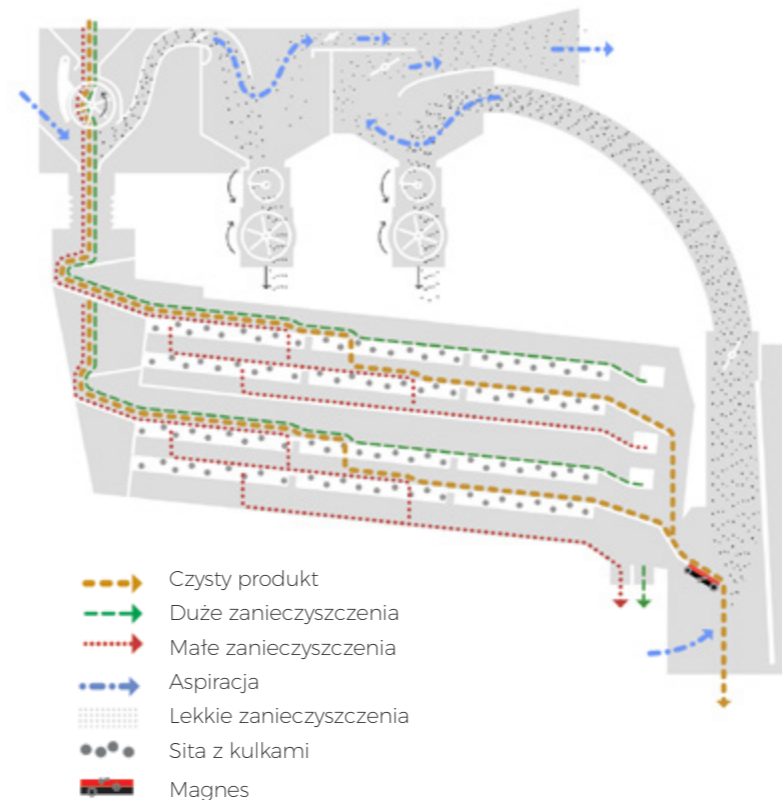 Czysty produkt
Duże zanieczyszczenia
Małe zanieczyszczenia
Aspiracja
Lekkie zanieczyszczenia
Sita z kulkami
Magnes